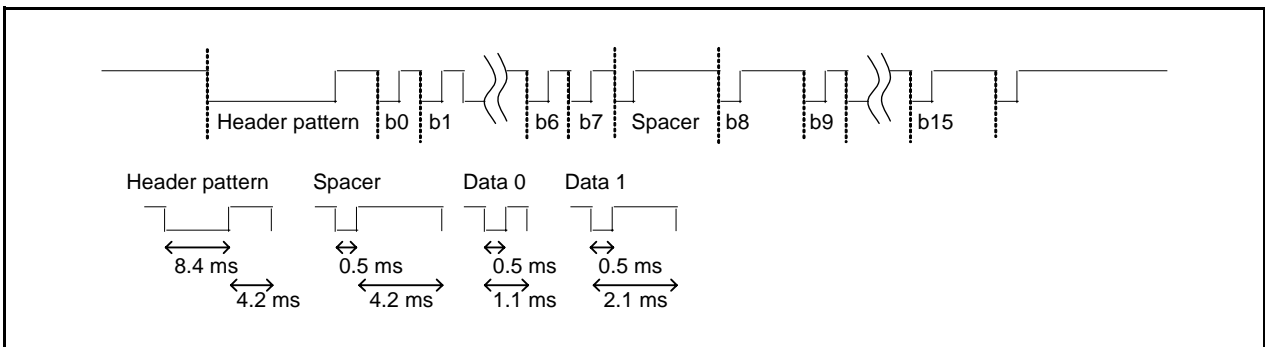 Header pattern b0 b1 b6 b7 Spacer b8 b9 b15
Header pattern Spacer Data 0 Data 1
8.4 ms 0.5 ms 0.5 ms 0.5 ms
4.2 ms 4.2 ms 1.1 ms 2.1 ms